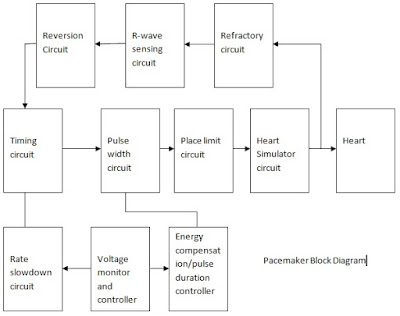 Reversion
Circuit
R-wave
sensing
circuit
Refractory
circuit
Timing
circuit
Pulse
width circuit
Place limit
circuit
Heart
Simulator
circuit
Heart
Rate
slowdown
circuit
Voltage
monitor
and
controller
Energy
compensat
ion/pulse
duration
controller
Pacemaker Block Diagram